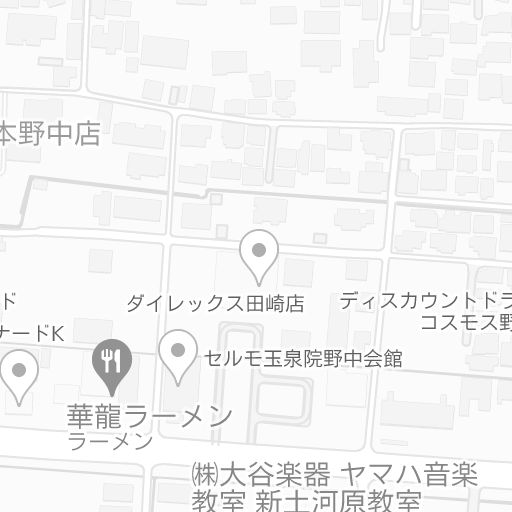 本野中店
ダイレックス田崎店
ド
ナードK
ディスカウントドラ
コスモス野
セルモ玉泉院野中会館
華龍ラーメン
ラーメン
㈱大谷楽器 ヤマハ音楽
教室 新土河原教室